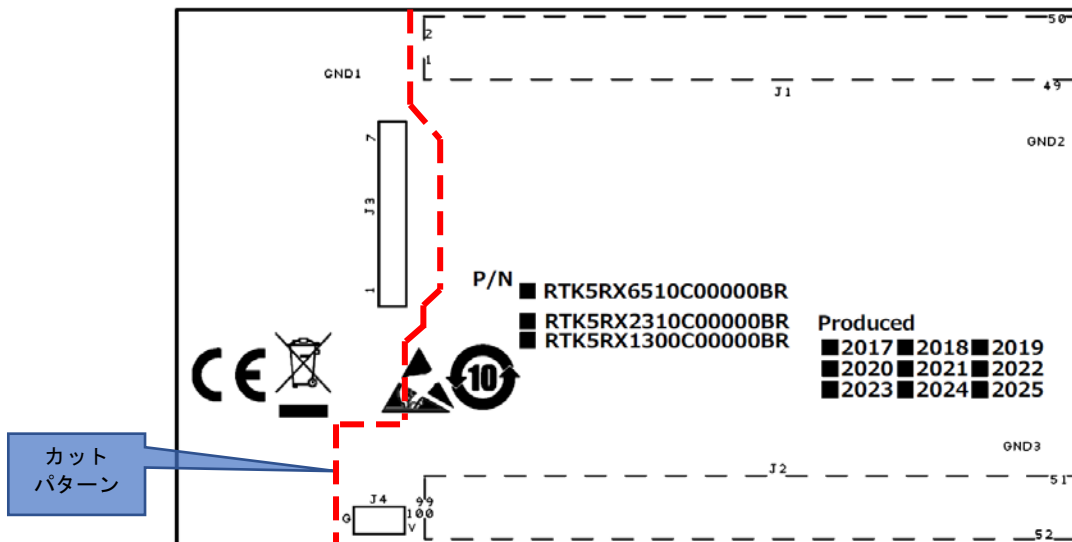 50
2
1
GND1
49
J1
7
GND2
J3
1
P/N
■ RTK5RX6510C00000BR
■ RTK5RX2310C00000BR
■ RTK5RX1300C00000BR
Produced
■2017 ■2018 ■2019
■2020 ■2021 ■2022
■2023 ■2024 ■2025
CE
10
カット
パターン
GND3
J2
51
J4
99
100
G
V
52